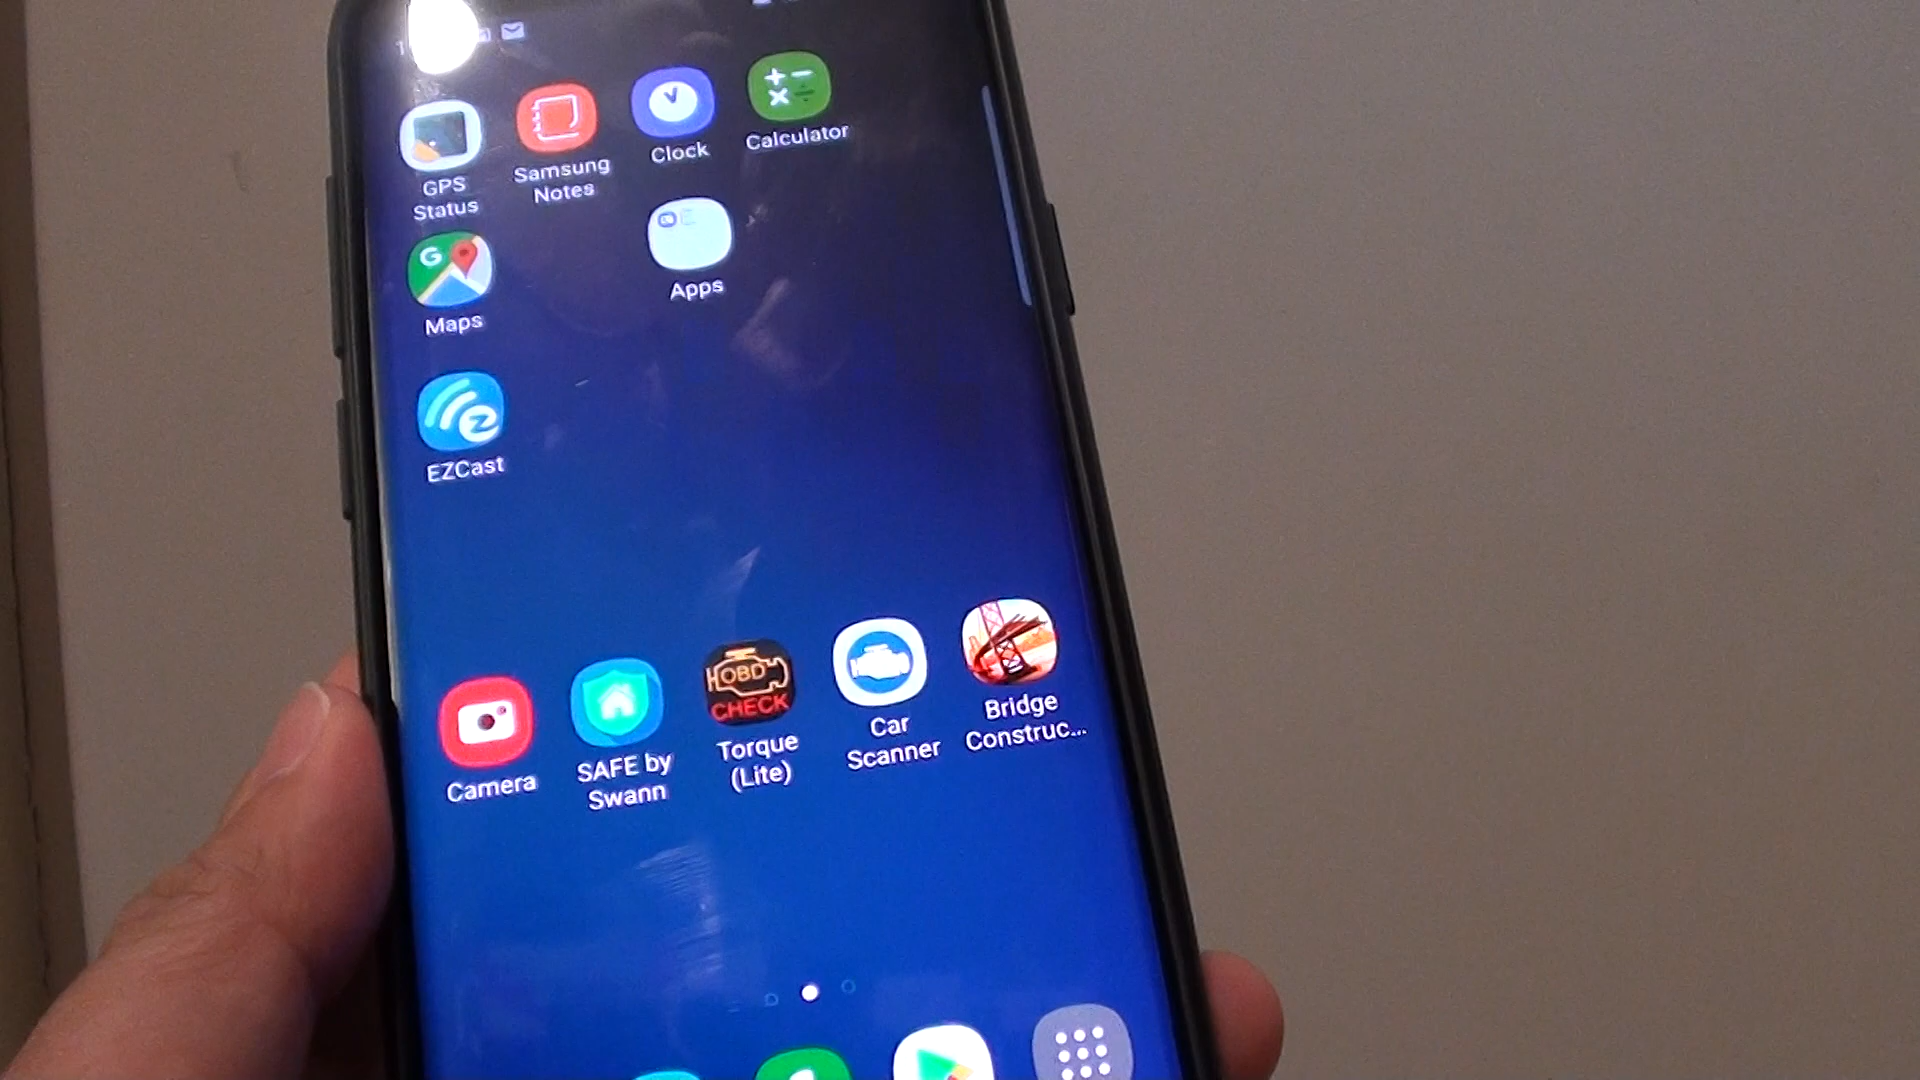 GPS
Status
Samsung
Notes
Clock
Calculator
G
Maps
Apps
EZCast
Camera
SAFE by
Swann
OBD
CHECK
Torque
(Lite)
Car
Scanner
Bridge
Construc...